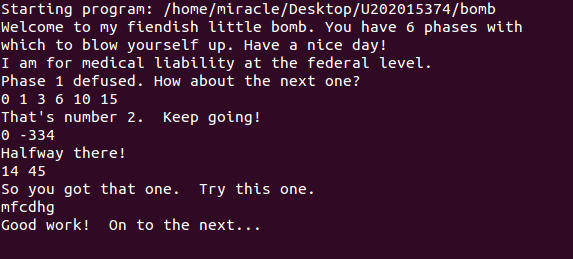 Starting program: /home/miracle/Desktop/U202015374/bomb
Welcome to my fiendish little bomb. You have 6 phases with
which to blow yourself up. Have a nice day!
I am for medical liability at the federal level.
Phase 1 defused. How about the next one?
0 1 3 6 10 15
That's number 2.  Keep going!
0 -334
Halfway there!
14 45
So you got that one.  Try this one.
mfcdhg
Good work!  On to the next...